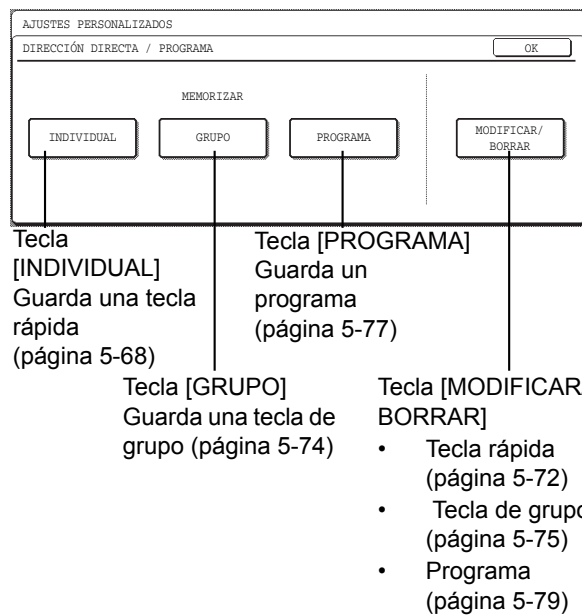 AJUSTES PERSONALIZADOS
DIRECCIÓN DIRECTA / PROGRAMA
OK
MEMORIZAR
INDIVIDUAL
GRUPO
PROGRAMA
MODIFICAR/
BORRAR
Tecla
[INDIVIDUAL]
Guarda una tecla
rápida
(página 5-68)
Tecla [PROGRAMA]
Guarda un
programa
(página 5-77)
Tecla [GRUPO]
Guarda una tecla de
grupo (página 5-74)
Tecla [MODIFICAR/
BORRAR]
• Tecla rápida
(página 5-72)
• Tecla de grupo
(página 5-75)
• Programa
(página 5-79)